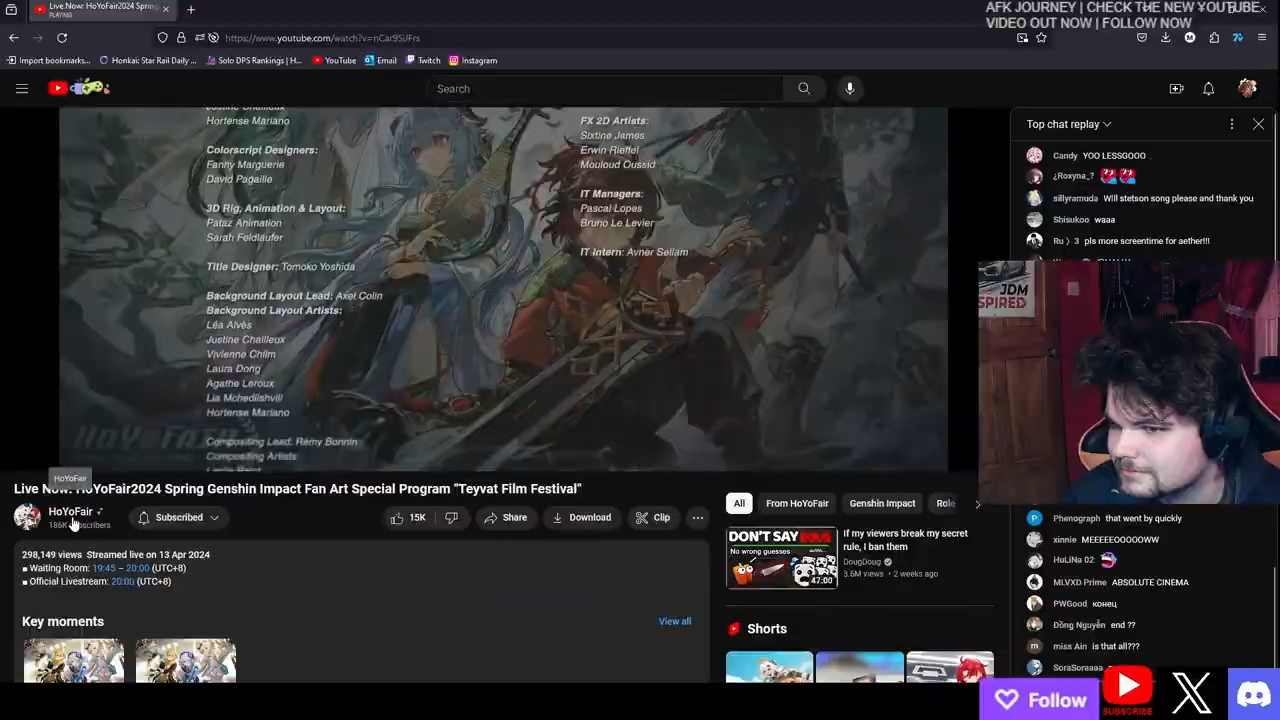 Live Now: HoYoFair2024 Spring
PLAYING
AFK JOURNEY | CHECK THE NEW YOUTUBE
VIDEO OUT NOW | FOLLOW NOW
https://www.youtube.com/watch?v=nCar95IJFrs
Import bookmarks...
Honkai: Star Rail Daily ...
Solo DPS Rankings | H...
YouTube
Email
Twitch
Instagram
Search
Hortense Mariano
Colorscript Designers:
Fanny Marguerie
David Pagaille
3D Rig, Animation & Layout:
Pataz Animation
Sarah Feldlaufer
Title Designer: Tomoko Yoshida
Background Layout Lead: Axel Colin
Background Layout Artists:
Léa Alvès
Justine Chailleux
Vivienne Chiim
Laura Dong
Agathe Leroux
Lia Mchedlishvili
Hortense Mariano
Compositing Lead: Rémy Bonnin
Compositing Artists
FX 2D Artists:
Sixtine James
Erwin Rieffel
Mouloud Oussid
IT Managers:
Pascal Lopes
Bruno Le Levier
IT Intern: Avner Sellam
HoYoFair
Top chat replay
Candy YOO LESSGOOO
¿Roxyna_?
sillyramuda Will stetson song please and thank you
Shisukoo waaa
Ru 》3 pls more screentime for aether!!!
JDM
SPIRED
Phenograph that went by quickly
xinnie MEEEEEOOOOOWW
HuLiNa 02
MLVXD Prime ABSOLUTE CINEMA
PWGood конец
Đông Nguyễn end ??
miss Ain is that all???
SoraSoraaaa
HoYoFair
Live Now: HoYoFair2024 Spring Genshin Impact Fan Art Special Program "Teyvat Film Festival"
HoYoFair
186K subscribers
Subscribed
15K
Share
Download
Clip
298,149 views Streamed live on 13 Apr 2024
■ Waiting Room: 19:45 – 20:00 (UTC+8)
■ Official Livestream: 20:00 (UTC+8)
Key moments
View all
All
From HoYoFair
Genshin Impact
Role
DON'T SAY
No wrong guesses
47:00
If my viewers break my secret
rule, I ban them
DougDoug
3.6M views • 2 weeks ago
Shorts
Follow
SUBSCRIBE